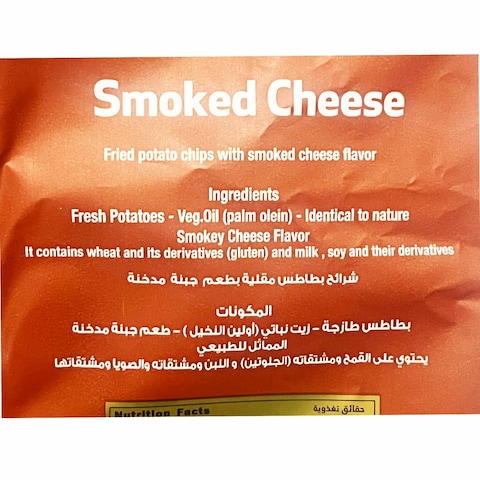 Smoked Cheese
Fried potato chips with smoked cheese flavor
Ingredients
Fresh Potatoes - Veg.Oil (palm olein) - Identical to nature
Smokey Cheese Flavor
It contains wheat and its derivatives (gluten) and milk , soy and their derivatives
شرائح بطاطس مقلية بطعم جبنة مدخنة
المكونات
بطاطس طازجة - زيت نباتي (أولين النخيل ) - طعم جبنة مدخنة
المماثل للطبيعي
يحتوي على القمح ومشتقاته (الجلوتين) و اللبن ومشتقاته والصويا ومشتقاتها
Nutrition Facts حقائق تغذوية